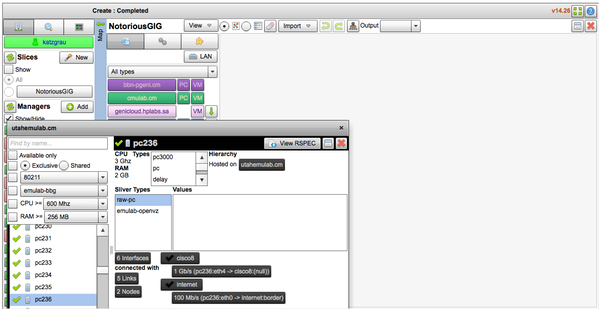 Create : Completed
v14.26
katzgrau
Slices
New
Show
All
NotoriousGIG
Managers
Add
Show/Hide
Map
NotoriousGIG
View
Import
Output
LAN
All types
bbn-pgeni.cm PC VM
cmulab.cm PC VM
genicloud.hplabs.sa VM
utahemulab.cm
Find by name...
Available only
Exclusive Shared
80211
emulab-bbg
CPU >= 600 Mhz
RAM >= 256 MB
pc230
pc231
pc232
pc233
pc234
pc235
pc236
pc236
View RSPEC
CPU Types Hierarchy
3 Ghz pc3000 Hosted on utahemulab.cm
RAM pc
2 GB delay
Sliver Types Values
raw-pc
emulab-openvz
6 Interfaces
connected with
5 Links
2 Nodes
cisco8
1 Gb/s (pc236:eth4 -> cisco8:(null))
internet
100 Mb/s (pc236:eth0 -> internet:border)